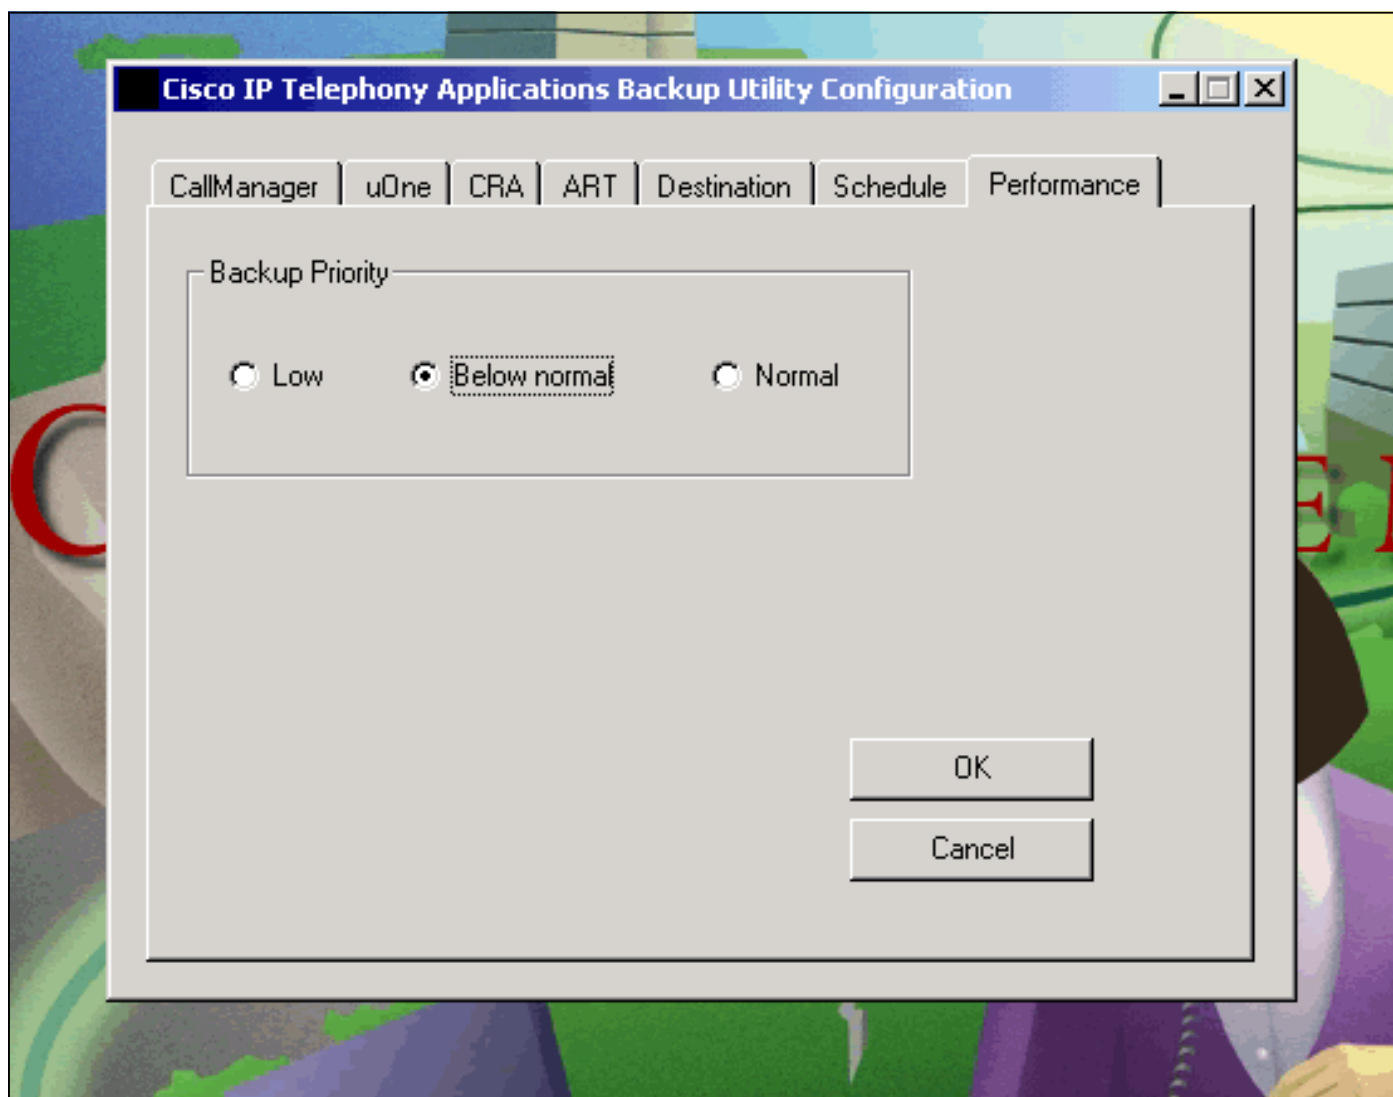 Cisco IP Telephony Applications Backup Utility Configuration
CallManager uOne CRA ART Destination Schedule Performance
Backup Priority
Low Below normal Normal
OK
Cancel